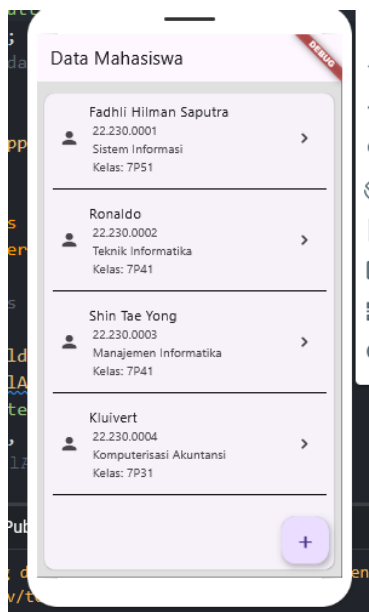 Data Mahasiswa
DEBUG
Fadhli Hilman Saputra
22.230.0001
Sistem Informasi
Kelas: 7P51
Ronaldo
22.230.0002
Teknik Informatika
Kelas: 7P41
Shin Tae Yong
22.230.0003
Manajemen Informatika
Kelas: 7P41
Kluivert
22.230.0004
Komputerisasi Akuntansi
Kelas: 7P31
+